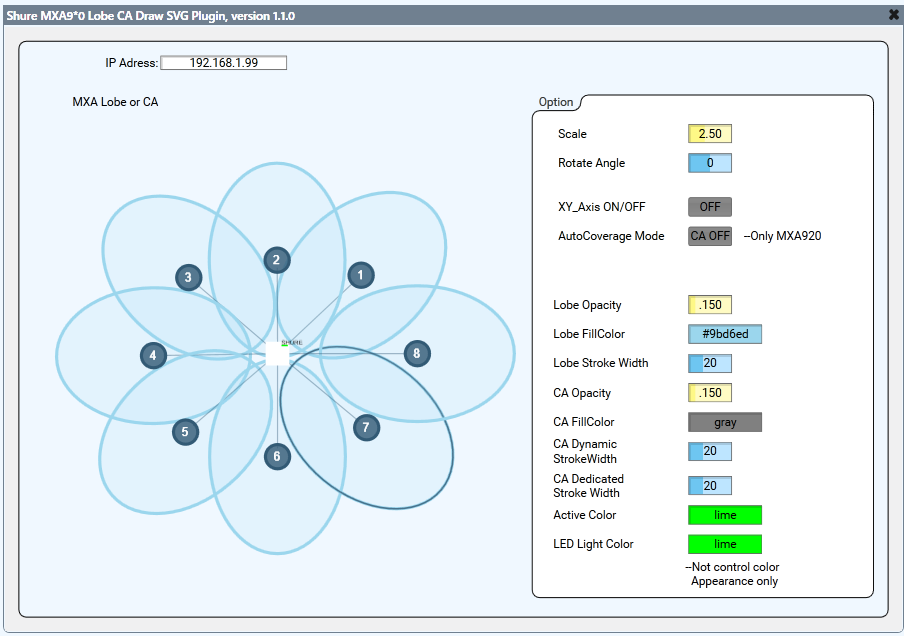 Shure MXA9*0 Lobe CA Draw SVG Plugin, version 1.1.0
IP Adress: 192.168.1.99
MXA Lobe or CA
Option
Scale 2.50
Rotate Angle 0
XY_Axis ON/OFF OFF
AutoCoverage Mode CA OFF --Only MXA920
Lobe Opacity .150
Lobe FillColor #9bd6ed
Lobe Stroke Width 20
CA Opacity .150
CA FillColor gray
CA Dynamic
StrokeWidth 20
CA Dedicated
Stroke Width 20
Active Color lime
LED Light Color lime
--Not control color
Appearance only
2
3
1
SHURE
4
8
5
7
6